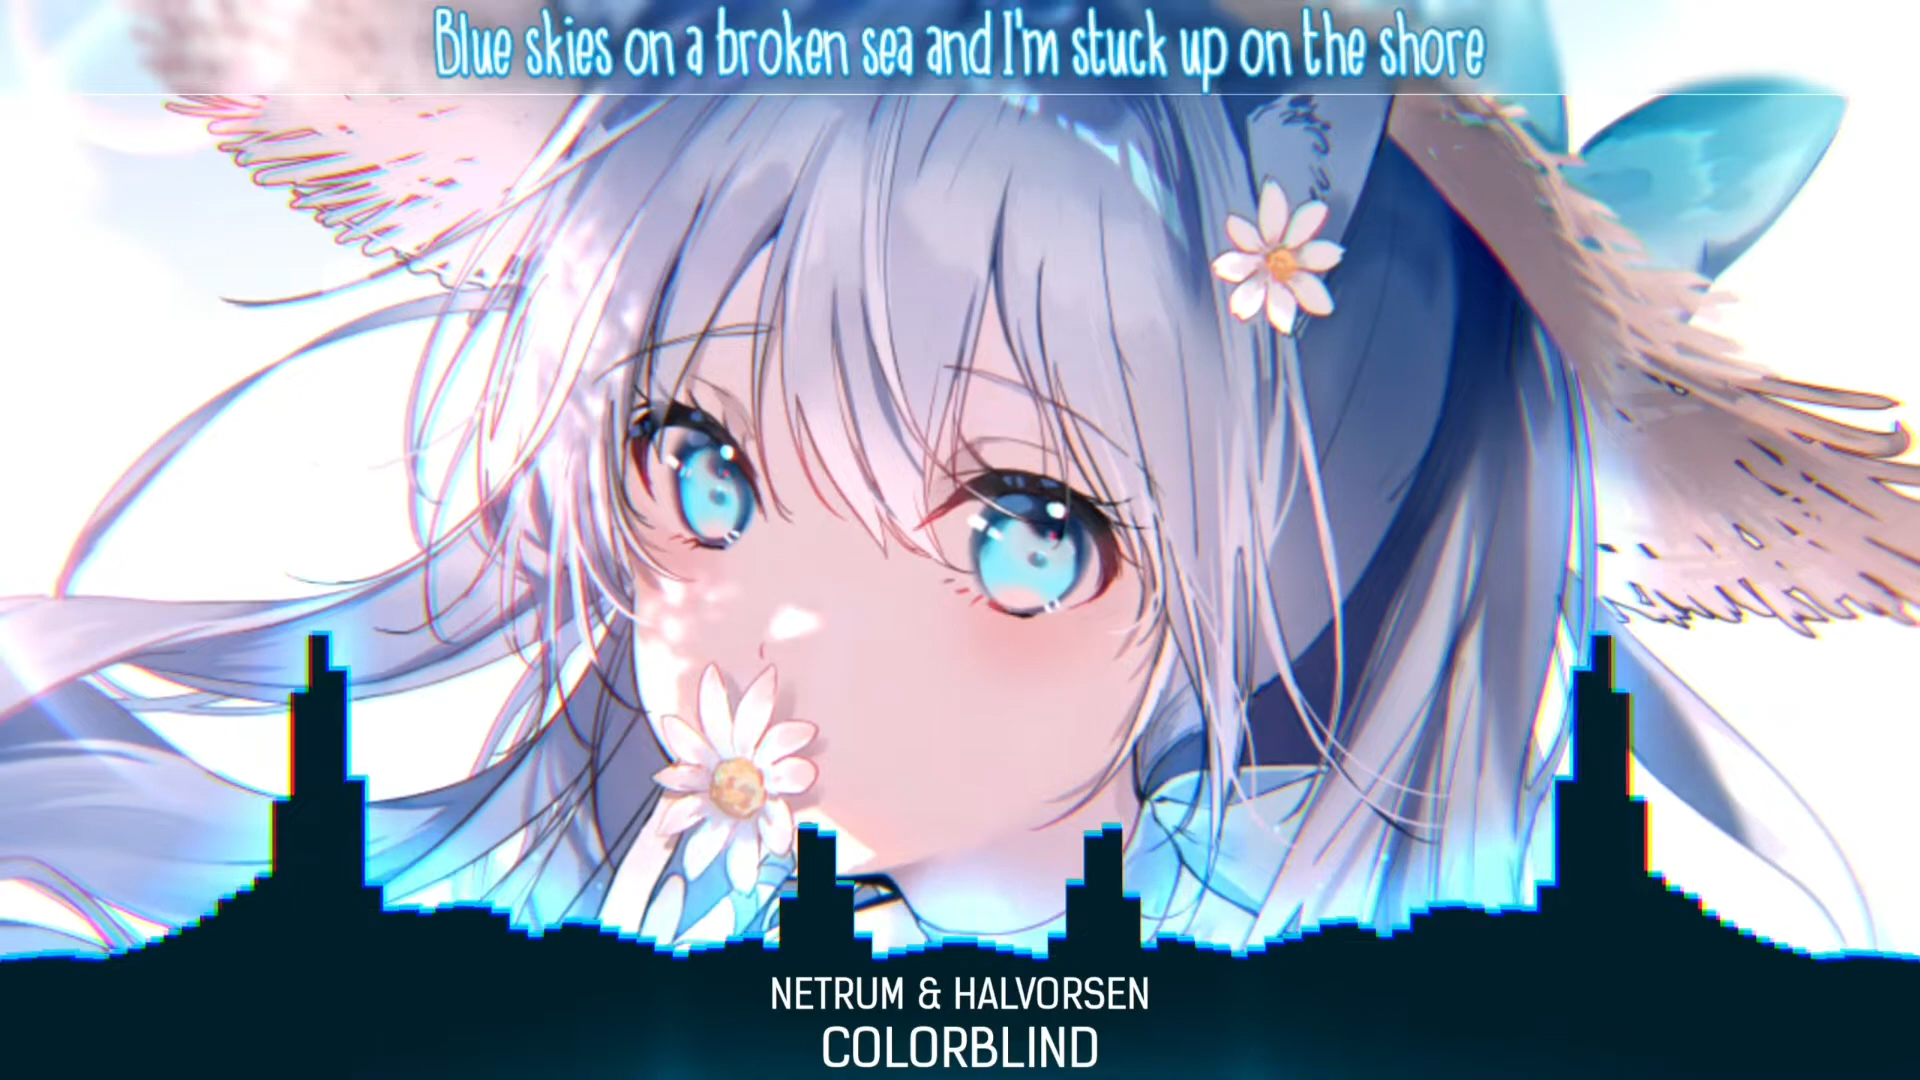 Blue skies on a broken sea and I'm stuck up on the shore
NETRUM & HALVORSEN
COLORBLIND